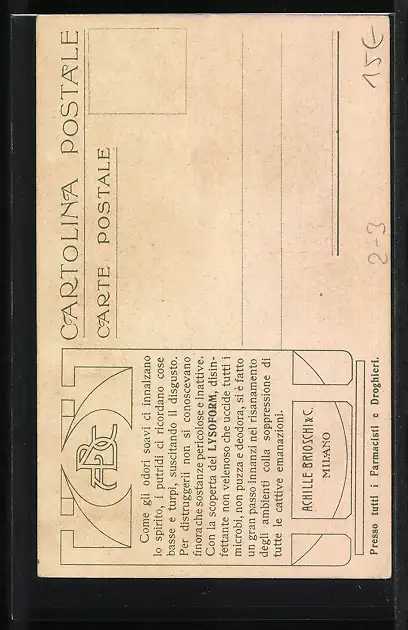 CARTOLINA POSTALE
CARTE POSTALE
ABC
Come gli odori soavi ci innalzano
lo spirito, i putridi ci ricordano cose
basse e turpi, suscitando il disgusto.
Per distruggerli non si conoscevano
finora che sostanze pericolose e inattive.
Con la scoperta del LYSOFORM, disin-
fettante non velenoso che uccide tutti i
microbi, non puzza e deodora, si è fatto
un gran passo innanzi nel risanamento
degli ambienti colla soppressione di
tutte le cattive emanazioni.
ACHILLE BRIOSCHI & C.
MILANO
Presso tutti i Farmacisti e Droghieri.
2-3
15€